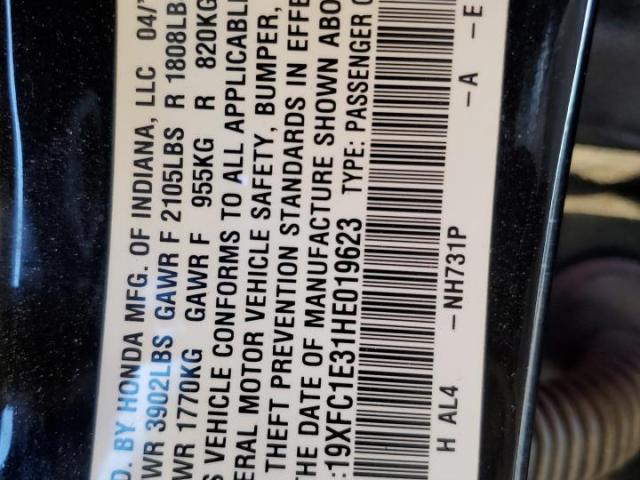 D. BY HONDA MFG. OF INDIANA, LLC 04/
WR 3902LBS GAWR F 2105LBS R 1808LB
WR 1770KG GAWR F 955KG R 820KG
S VEHICLE CONFORMS TO ALL APPLICABL
ERAL MOTOR VEHICLE SAFETY, BUMPER,
THEFT PREVENTION STANDARDS IN EFFE
THE DATE OF MANUFACTURE SHOWN ABO
:19XFC1E31HE019623 TYPE: PASSENGER C
H AL4 - NH731P - A - E